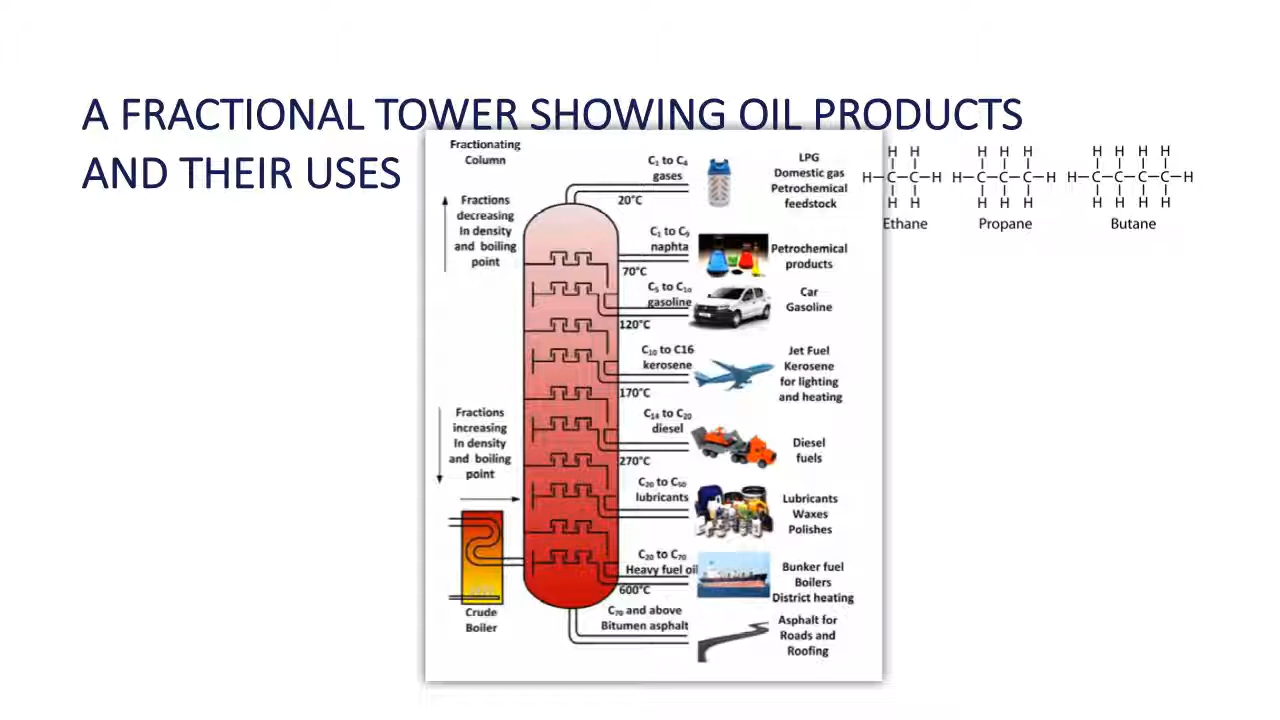 A FRACTIONAL TOWER SHOWING OIL PRODUCTS
AND THEIR USES
Fractionating
Column
Fractions
decreasing
In density
and boiling
point
Fractions
increasing
In density
and boiling
point
Crude
Boiler
C₁ to C₄
gases
20°C
LPG
Domestic gas
Petrochemical
feedstock
C₁ to C₉
naphta
70°C
Petrochemical
products
C₅ to C₁₀
gasoline
120°C
Car
Gasoline
C₁₀ to C16
kerosene
170°C
Jet Fuel
Kerosene
for lighting
and heating
C₁₄ to C₂₀
diesel
270°C
Diesel
fuels
C₂₀ to C₅₀
lubricants
Lubricants
Waxes
Polishes
C₂₀ to C₇₀
Heavy fuel oil
600°C
Bunker fuel
Boilers
District heating
C₇₀ and above
Bitumen asphalt
Asphalt for
Roads and
Roofing
H H
H–C–C–H
H H
Ethane
H H H
H–C–C–C–H
H H H
Propane
H H H H
H–C–C–C–C–H
H H H H
Butane